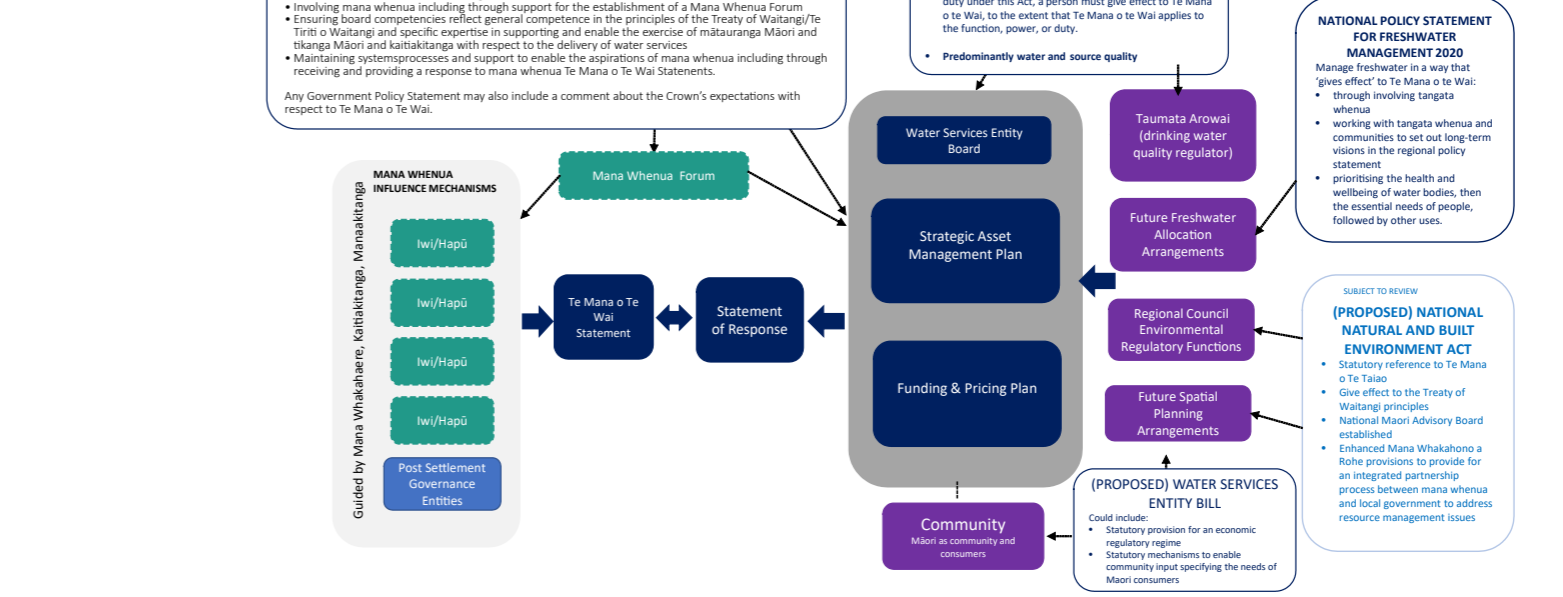 • Involving mana whenua including through support for the establishment of a Mana Whenua Forum
• Ensuring board competencies reflect general competence in the principles of the Treaty of Waitangi/Te
Tiriti o Waitangi and specific expertise in supporting and enable the exercise of mātauranga Māori and
tikanga Māori and kaitiakitanga with respect to the delivery of water services
• Maintaining systemsprocesses and support to enable the aspirations of mana whenua including through
receiving and providing a response to mana whenua Te Mana o Te Wai Statenents.
Any Government Policy Statement may also include a comment about the Crown's expectations with
respect to Te Mana o Te Wai.
duty under this Act, a person must give effect to Te Mana
o te Wai, to the extent that Te Mana o te Wai applies to
the function, power, or duty.
• Predominantly water and source quality
NATIONAL POLICY STATEMENT
FOR FRESHWATER
MANAGEMENT 2020
Manage freshwater in a way that
'gives effect' to Te Mana o te Wai:
• through involving tangata
whenua
• working with tangata whenua and
communities to set out long-term
visions in the regional policy
statement
• prioritising the health and
wellbeing of water bodies, then
the essential needs of people,
followed by other uses.
MANA WHENUA
INFLUENCE MECHANISMS
Guided by Mana Whakahaere, Kaitiakitanga, Manaakitanga
Iwi/Hapū
Iwi/Hapū
Iwi/Hapū
Iwi/Hapū
Post Settlement
Governance
Entities
Mana Whenua Forum
Te Mana o Te
Wai
Statement
Statement
of Response
Water Services Entity
Board
Strategic Asset
Management Plan
Funding & Pricing Plan
Taumata Arowai
(drinking water
quality regulator)
Future Freshwater
Allocation
Arrangements
Regional Council
Environmental
Regulatory Functions
Future Spatial
Planning
Arrangements
SUBJECT TO REVIEW
(PROPOSED) NATIONAL
NATURAL AND BUILT
ENVIRONMENT ACT
• Statutory reference to Te Mana
o Te Taiao
• Give effect to the Treaty of
Waitangi principles
• National Maori Advisory Board
established
• Enhanced Mana Whakahono a
Rohe provisions to provide for
an integrated partnership
process between mana whenua
and local government to address
resource management issues
Community
Māori as community and
consumers
(PROPOSED) WATER SERVICES
ENTITY BILL
Could include:
• Statutory provision for an economic
regulatory regime
• Statutory mechanisms to enable
community input specifying the needs of
Maori consumers